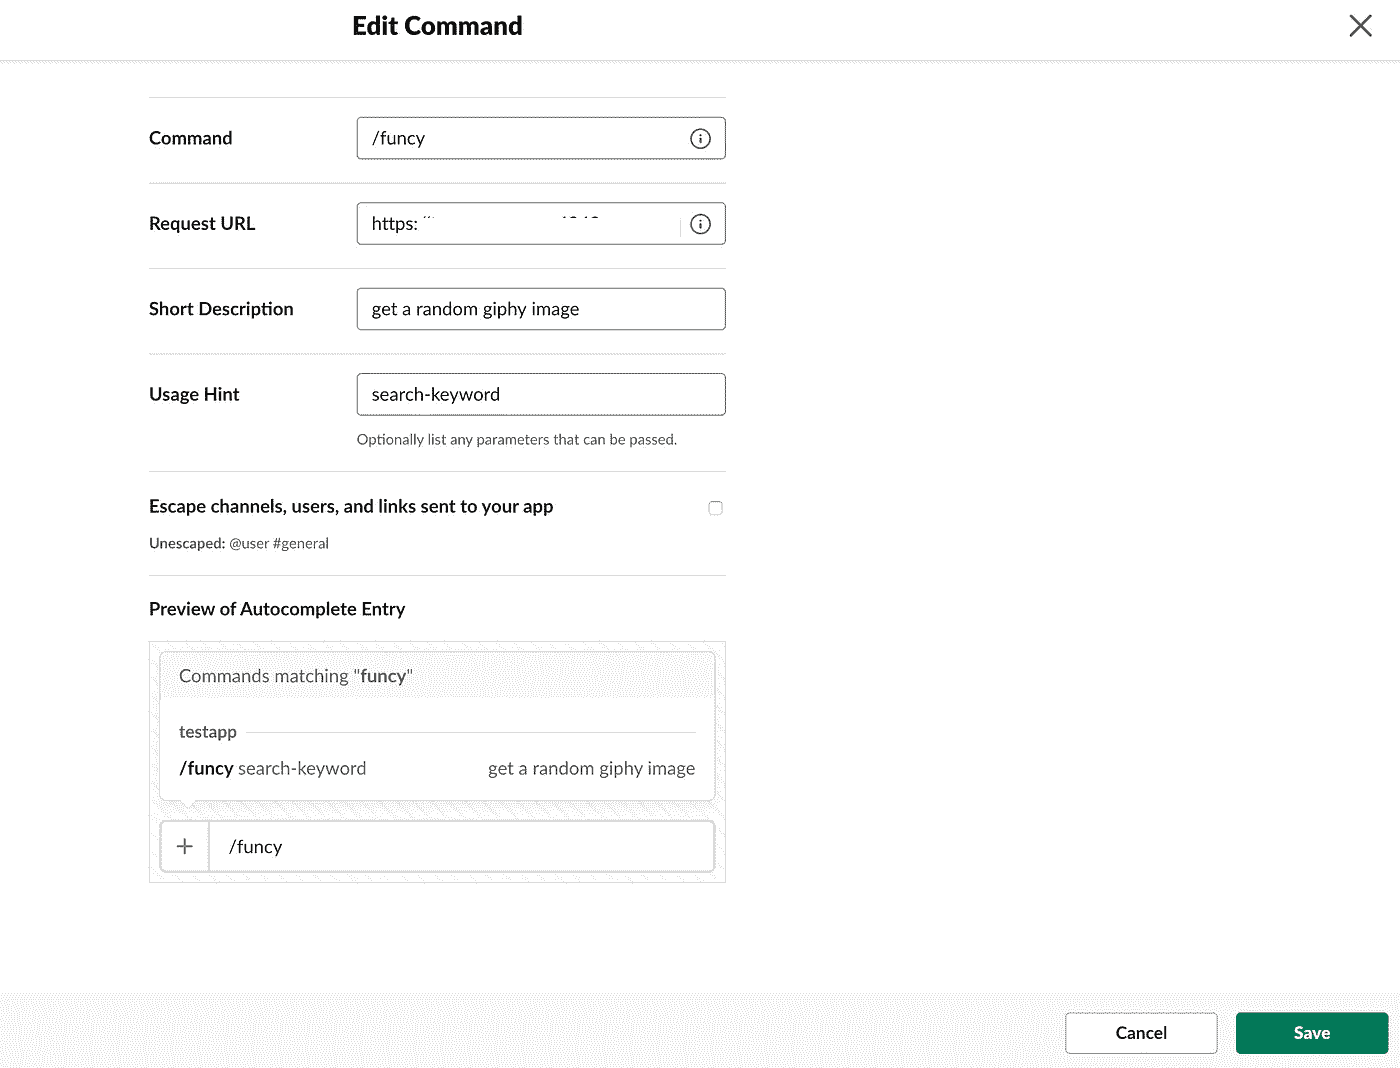 Edit Command
Command
/funcy
Request URL
https:
Short Description
get a random giphy image
Usage Hint
search-keyword
Optionally list any parameters that can be passed.
Escape channels, users, and links sent to your app
Unescaped: @user #general
Preview of Autocomplete Entry
Commands matching "funcy"
testapp
/funcy search-keyword get a random giphy image
+ /funcy
Cancel Save